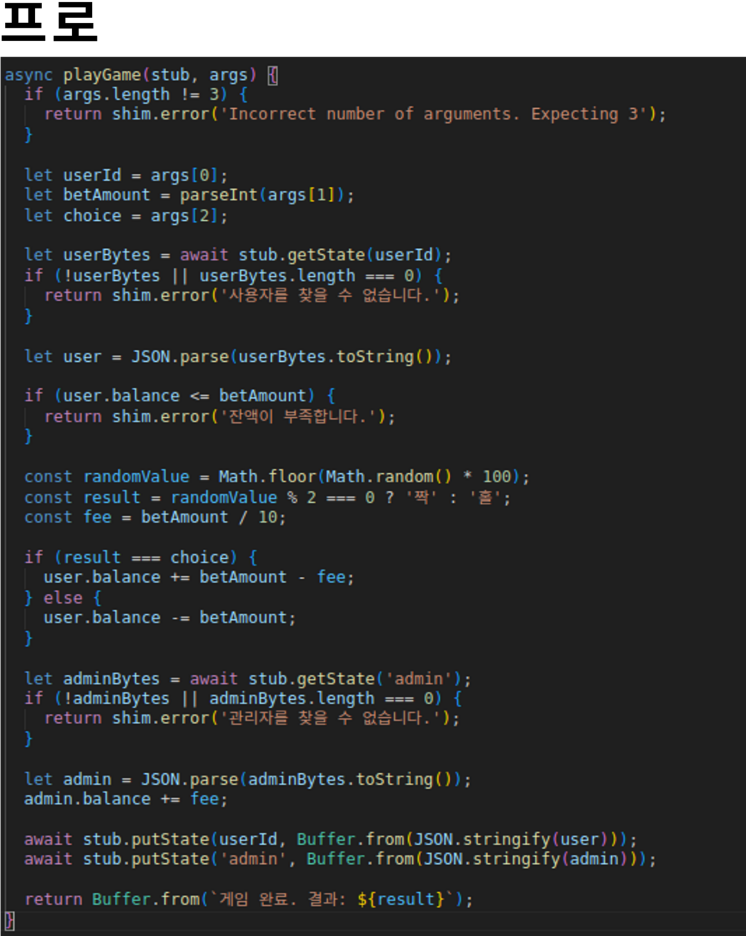 프로
async playGame(stub, args) {
if (args.length != 3) {
return shim.error('Incorrect number of arguments. Expecting 3');
}
let userId = args[0];
let betAmount = parseInt(args[1]);
let choice = args[2];
let userBytes = await stub.getState(userId);
if (!userBytes || userBytes.length === 0) {
return shim.error('사용자를 찾을 수 없습니다.');
}
let user = JSON.parse(userBytes.toString());
if (user.balance <= betAmount) {
return shim.error('잔액이 부족합니다.');
}
const randomValue = Math.floor(Math.random() * 100);
const result = randomValue % 2 === 0 ? '짝' : '홀';
const fee = betAmount / 10;
if (result === choice) {
user.balance += betAmount - fee;
} else {
user.balance -= betAmount;
}
let adminBytes = await stub.getState('admin');
if (!adminBytes || adminBytes.length === 0) {
return shim.error('관리자를 찾을 수 없습니다.');
}
let admin = JSON.parse(adminBytes.toString());
admin.balance += fee;
await stub.putState(userId, Buffer.from(JSON.stringify(user)));
await stub.putState('admin', Buffer.from(JSON.stringify(admin)));
return Buffer.from(`게임 완료. 결과: ${result}`);
}